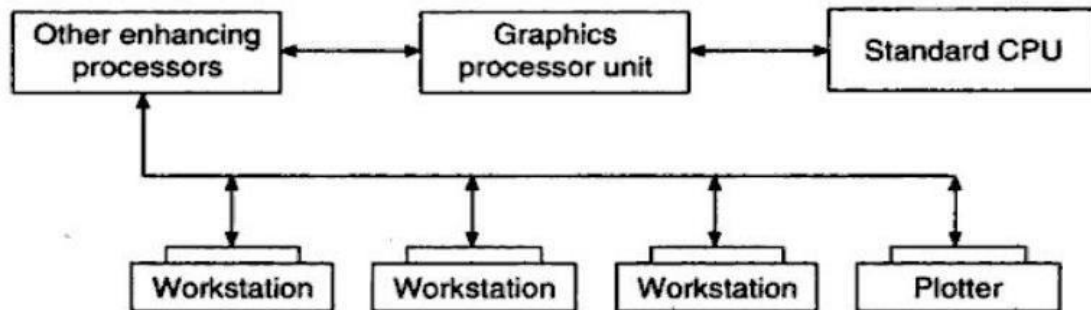 Other enhancing
processors
Graphics
processor unit
Standard CPU
Workstation
Workstation
Workstation
Plotter